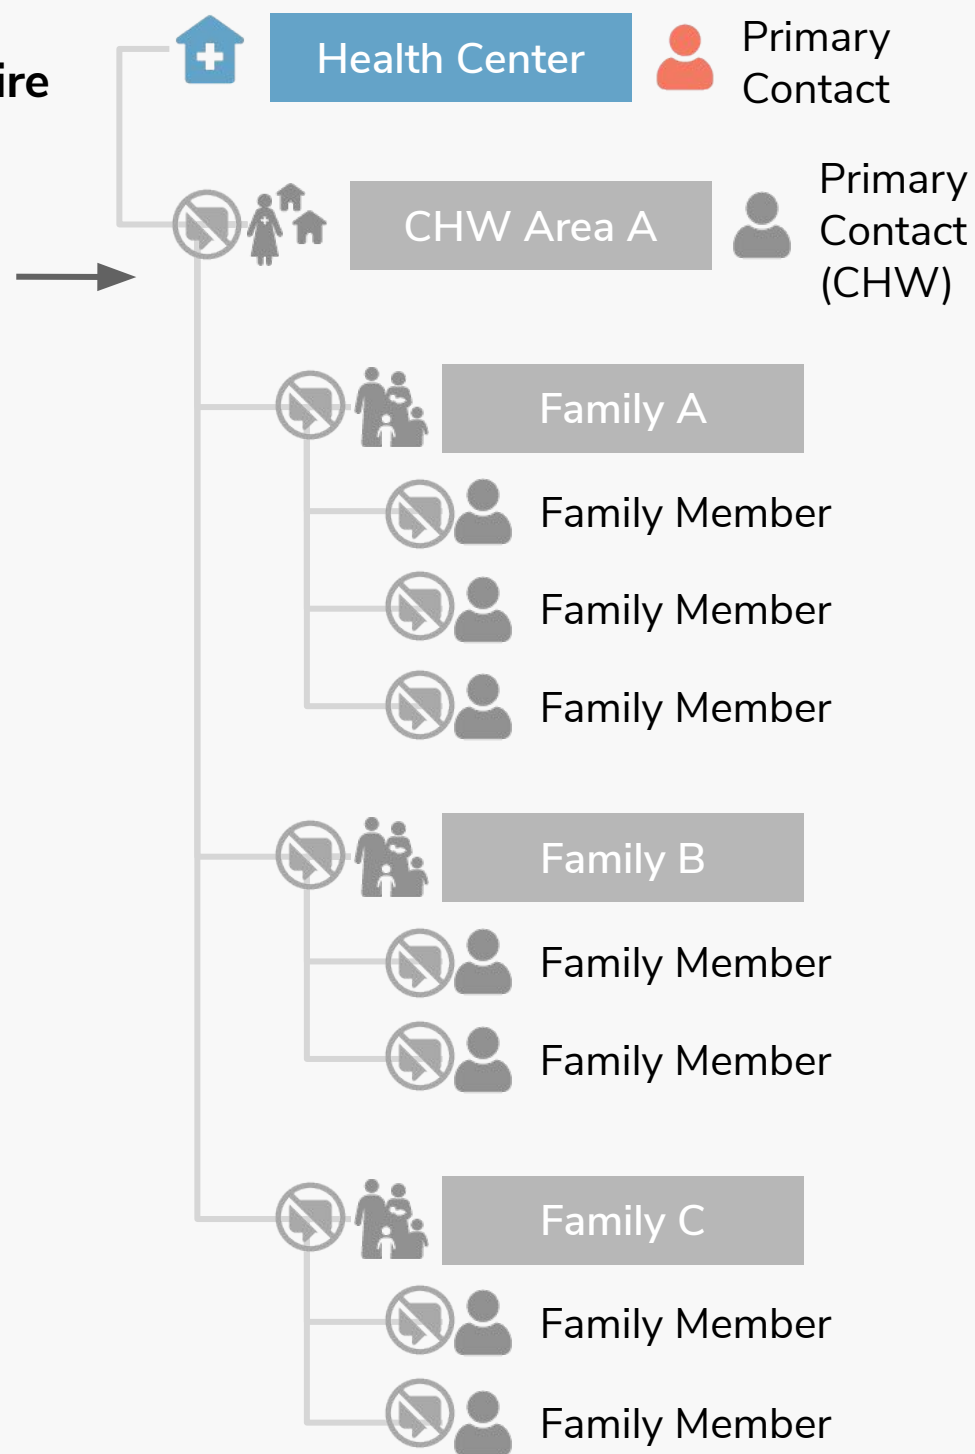 ire
Health Center
Primary
Contact
CHW Area A
Primary
Contact
(CHW)
Family A
Family Member
Family Member
Family Member
Family B
Family Member
Family Member
Family C
Family Member
Family Member